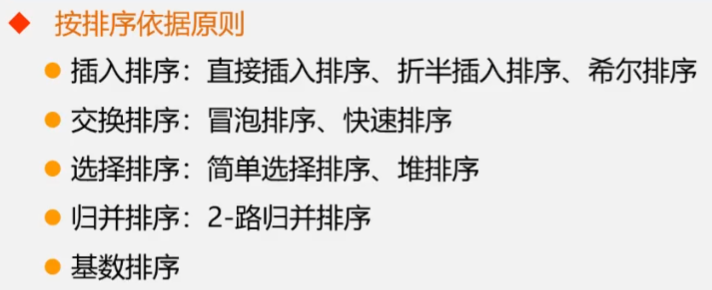 按排序依据原则
插入排序：直接插入排序、折半插入排序、希尔排序
交换排序：冒泡排序、快速排序
选择排序：简单选择排序、堆排序
归并排序：2-路归并排序
基数排序